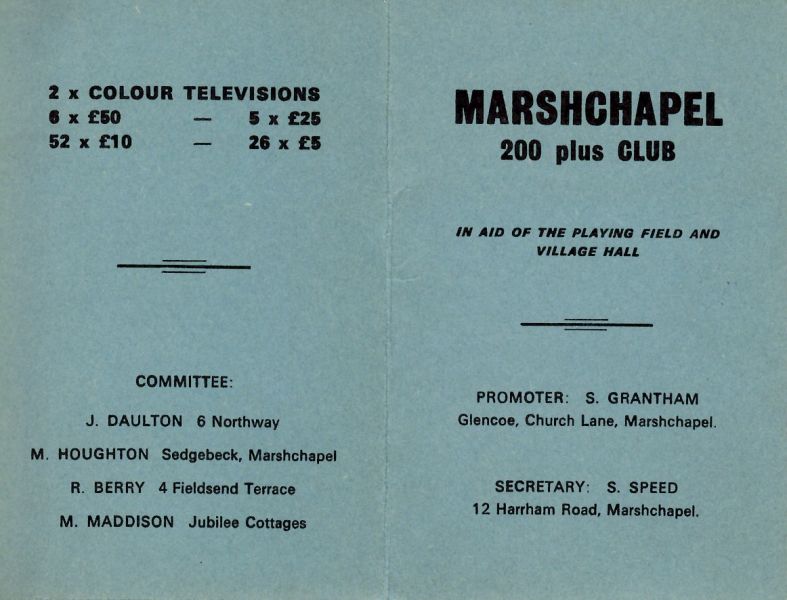 2 x COLOUR TELEVISIONS
6 x £50 — 5 x £25
52 x £10 — 26 x £5
COMMITTEE:
J. DAULTON 6 Northway
M. HOUGHTON Sedgebeck, Marshchapel
R. BERRY 4 Fieldsend Terrace
M. MADDISON Jubilee Cottages
MARSHCHAPEL
200 plus CLUB
IN AID OF THE PLAYING FIELD AND
VILLAGE HALL
PROMOTER: S. GRANTHAM
Glencoe, Church Lane, Marshchapel.
SECRETARY: S. SPEED
12 Harrham Road, Marshchapel.